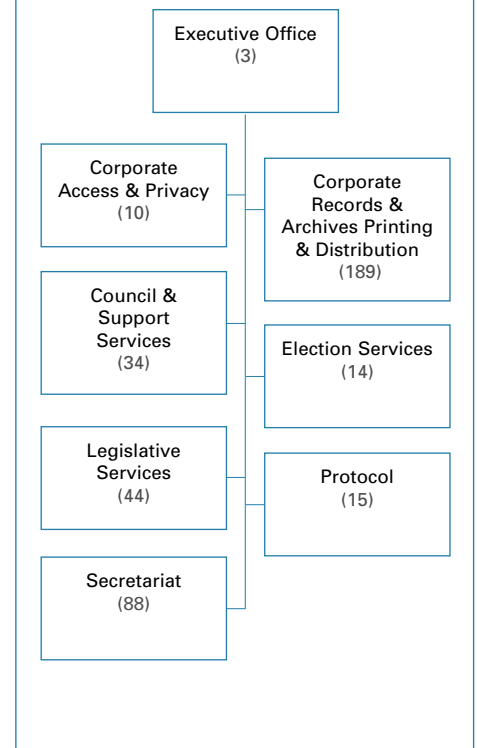 Executive Office
(3)
Corporate
Access & Privacy
(10)
Corporate
Records &
Archives Printing
& Distribution
(189)
Council &
Support
Services
(34)
Election Services
(14)
Legislative
Services
(44)
Protocol
(15)
Secretariat
(88)